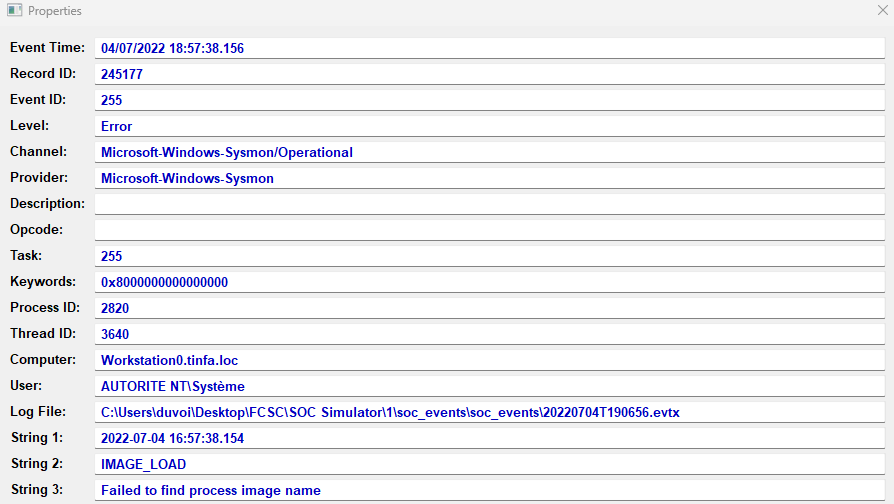 Properties
Event Time: 04/07/2022 18:57:38.156
Record ID: 245177
Event ID: 255
Level: Error
Channel: Microsoft-Windows-Sysmon/Operational
Provider: Microsoft-Windows-Sysmon
Description:
Opcode:
Task: 255
Keywords: 0x8000000000000000
Process ID: 2820
Thread ID: 3640
Computer: Workstation0.tinfa.loc
User: AUTORITE NT\Système
Log File: C:\Users\duvoi\Desktop\FCSC\SOC Simulator\1\soc_events\soc_events\20220704T190656.evtx
String 1: 2022-07-04 16:57:38.154
String 2: IMAGE_LOAD
String 3: Failed to find process image name